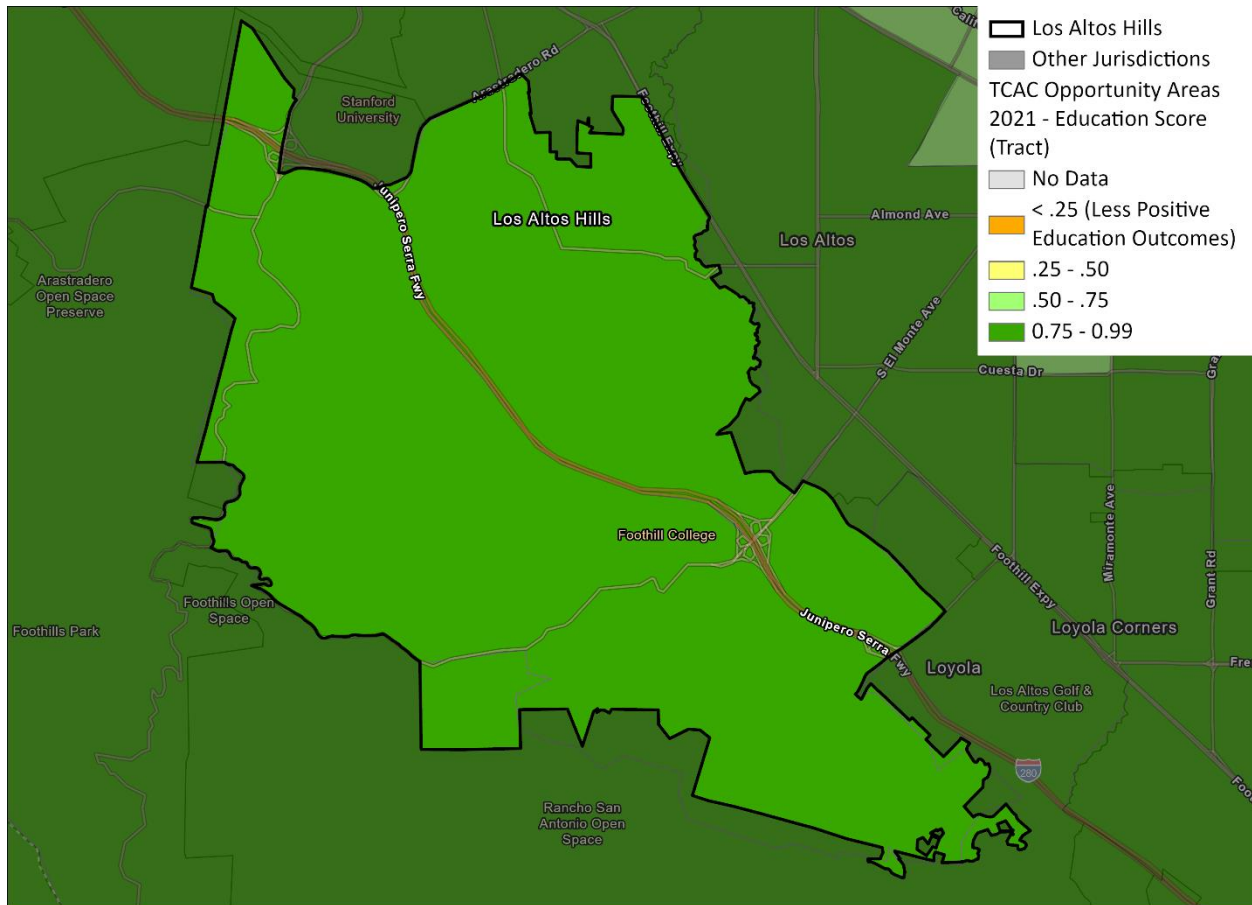 Los Altos Hills
Other Jurisdictions
TCAC Opportunity Areas
2021 - Education Score
(Tract)
No Data
< .25 (Less Positive
Education Outcomes)
.25 - .50
.50 - .75
0.75 - 0.99
Arastradero Rd
Stanford
University
Foothill Expy
Junipero Serra Fwy
Los Altos Hills
Almond Ave
Los Altos
Arastradero
Open Space
Preserve
S El Monte Ave
Cuesta Dr
Foothill College
Foothill Expy
Miramonte Ave
Grant Rd
Foothills Open
Space
Foothills Park
Junipero Serra Fwy
Loyola Corners
Loyola
Fre
Los Altos Golf &
Country Club
280
Rancho San
Antonio Open
Space